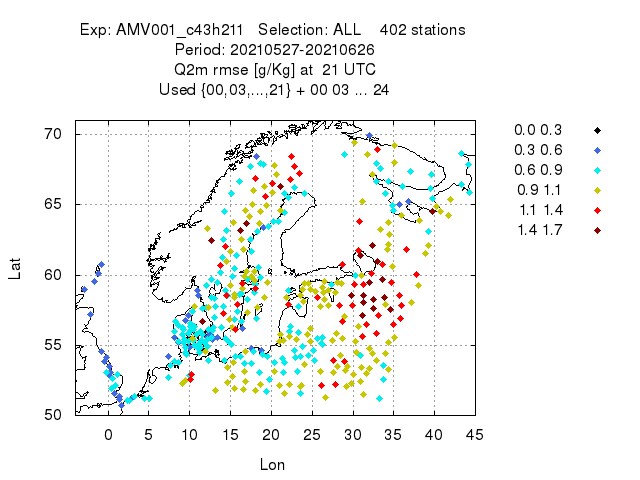 Exp: AMV001_c43h211 Selection: ALL 402 stations
Period: 20210527-20210626
Q2m rmse [g/Kg] at 21 UTC
Used {00,03,...,21} + 00 03 ... 24
70
65
60
55
50
Lat
0 5 10 15 20 25 30 35 40 45
Lon
0.0 0.3
0.3 0.6
0.6 0.9
0.9 1.1
1.1 1.4
1.4 1.7